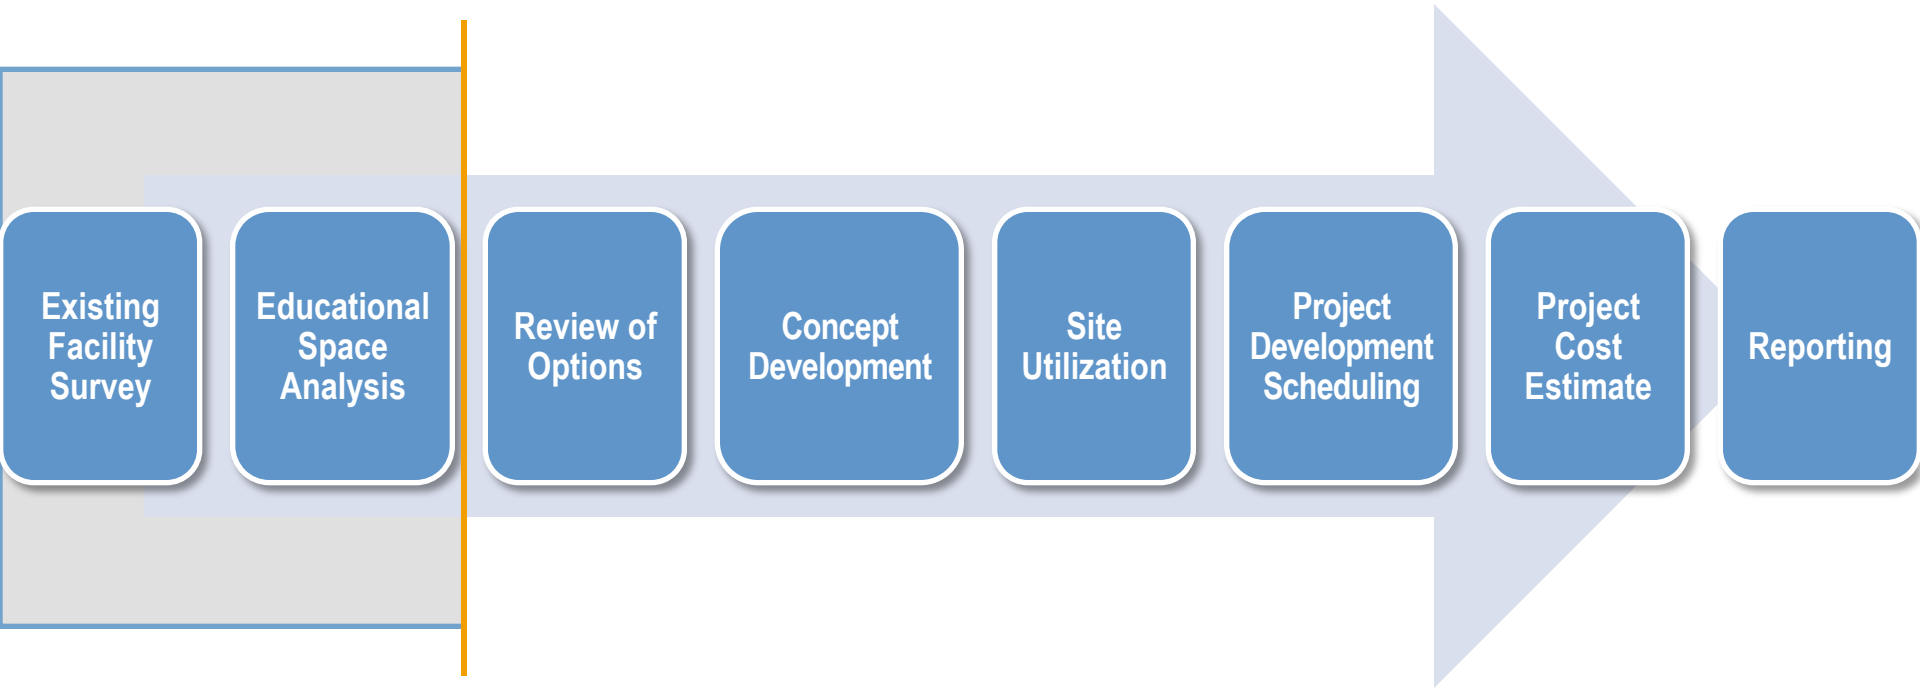 Existing
Facility
Survey
Educational
Space
Analysis
Review of
Options
Concept
Development
Site
Utilization
Project
Development
Scheduling
Project
Cost
Estimate
Reporting